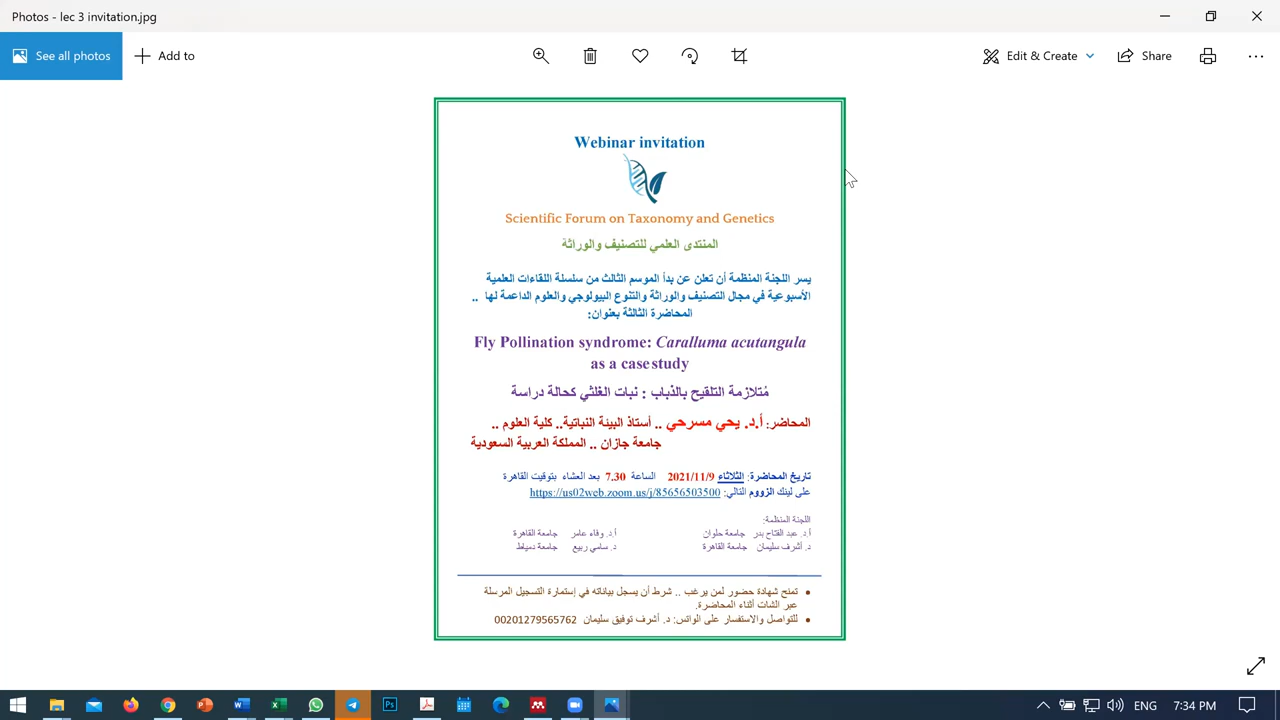 Photos - lec 3 invitation.jpg
See all photos
Add to
Edit & Create
Share
Webinar invitation
Scientific Forum on Taxonomy and Genetics
المنتدى العلمي للتصنيف والوراثة
يسر اللجنة المنظمة أن تعلن عن بدأ الموسم الثالث من سلسلة اللقاءات العلمية
الأسبوعية في مجال التصنيف والوراثة والتنوع البيولوجي والعلوم الداعمة لها ..
المحاضرة الثالثة بعنوان:
Fly Pollination syndrome: Caralluma acutangula
as a case study
مُتلازمة التلقيح بالذباب : نبات الغلثي كحالة دراسة
المحاضر: أ.د. يحي مسرحي .. أستاذ البيئة النباتية.. كلية العلوم ..
جامعة جازان .. المملكة العربية السعودية
تاريخ المحاضرة: الثلاثاء 2021/11/9 الساعة 7.30 بعد العشاء بتوقيت القاهرة
على لينك الزووم التالي: https://us02web.zoom.us/j/85656503500
اللجنة المنظمة:
أ.د. عبد الفتاح بدر جامعة حلوان أ.د. وفاء عامر جامعة القاهرة
د. أشرف سليمان جامعة القاهرة د. سامي ربيع جامعة دمياط
• تمنح شهادة حضور لمن يرغب .. شرط أن يسجل بياناته في إستمارة التسجيل المرسلة
عبر الشات أثناء المحاضرة.
• للتواصل والاستفسار على الواتس: د. أشرف توفيق سليمان 00201279565762
ENG 7:34 PM